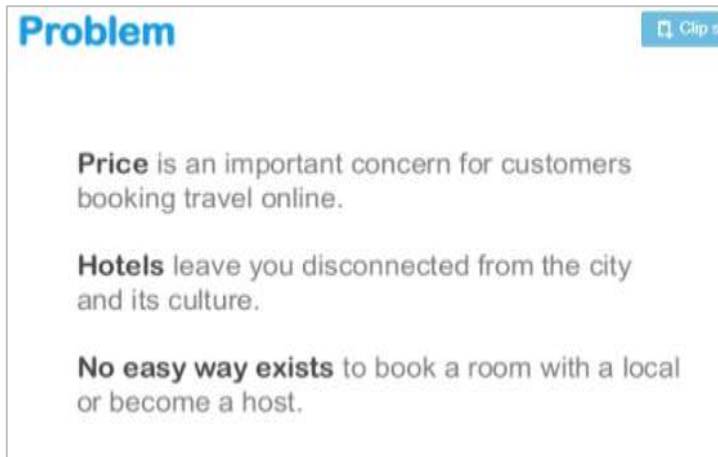 Problem
Clip s
Price is an important concern for customers
booking travel online.
Hotels leave you disconnected from the city
and its culture.
No easy way exists to book a room with a local
or become a host.